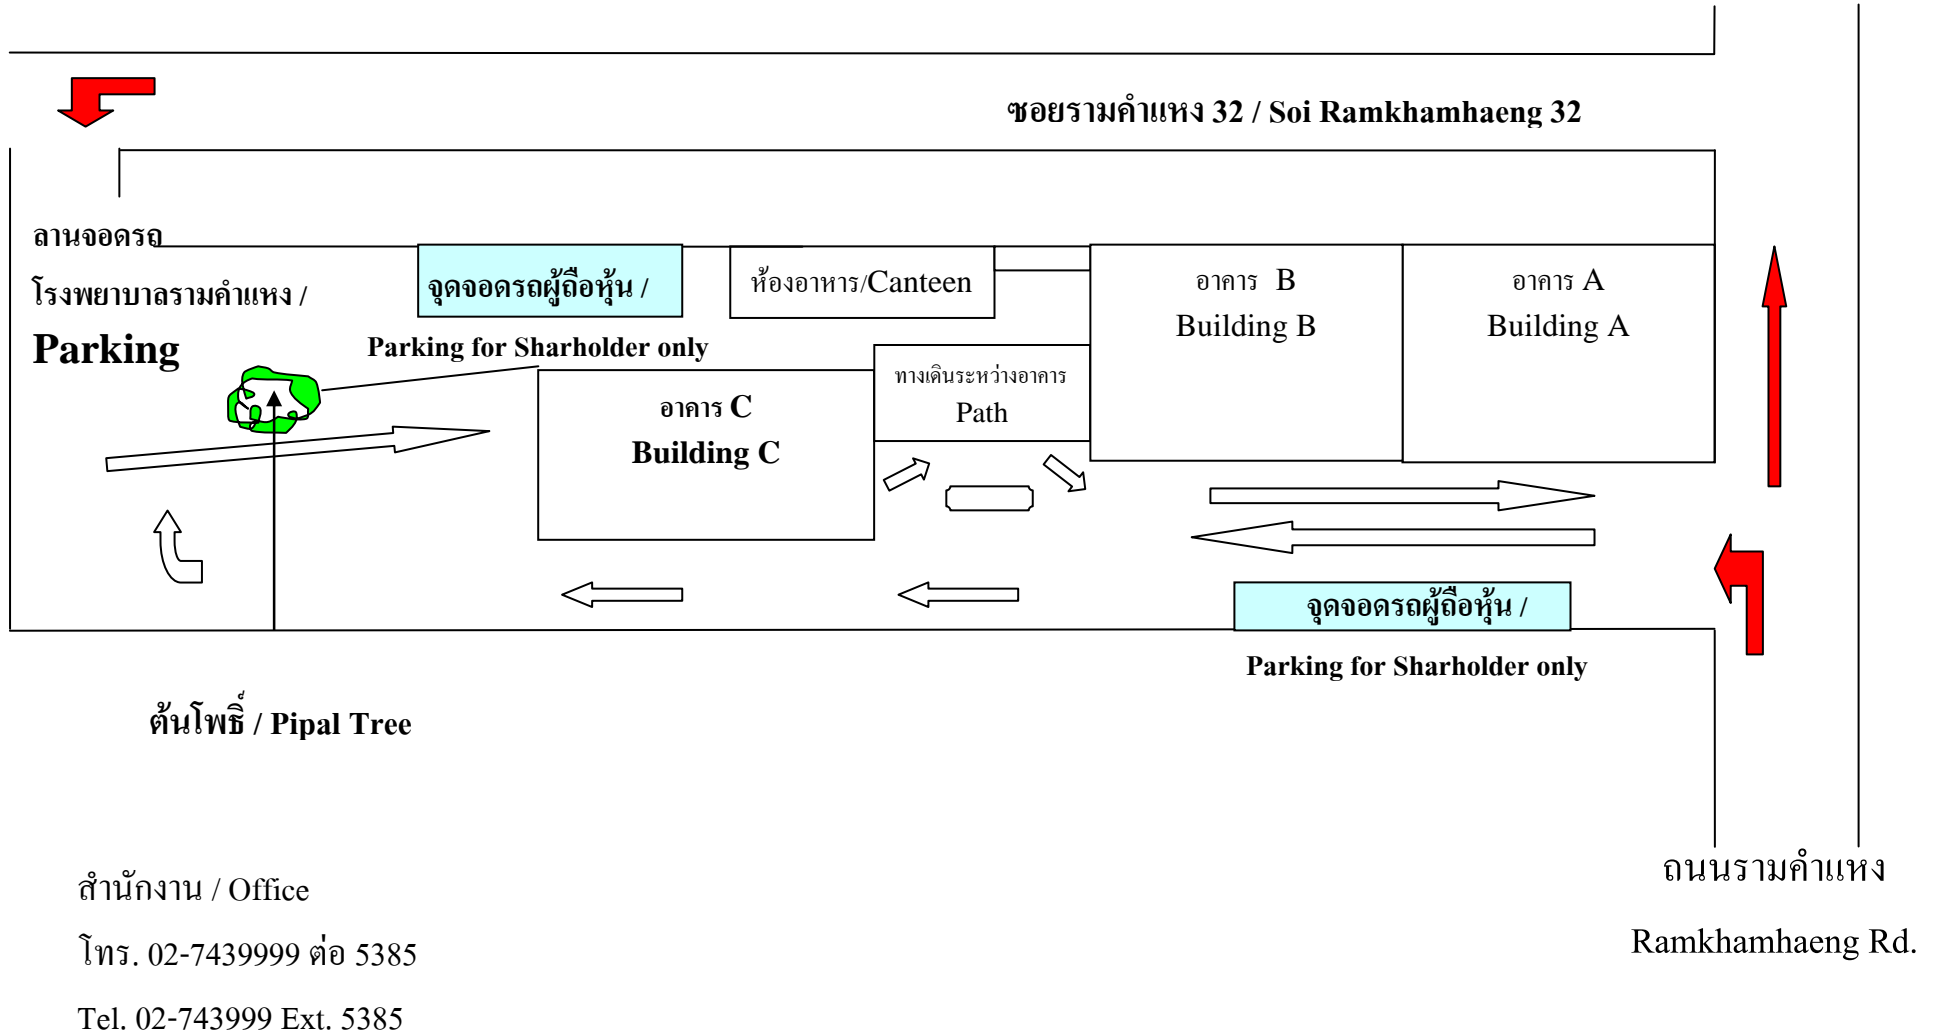 ซอยรามคำแหง 32 / Soi Ramkhamhaeng 32
ลานจอดรถ
โรงพยาบาลรามคำแหง /
Parking
จุดจอดรถผู้ถือหุ้น /
Parking for Sharholder only
ห้องอาหาร/Canteen
อาคาร B
Building B
อาคาร A
Building A
ทางเดินระหว่างอาคาร
Path
อาคาร C
Building C
จุดจอดรถผู้ถือหุ้น /
Parking for Sharholder only
ต้นโพธิ์ / Pipal Tree
ถนนรามคำแหง
Ramkhamhaeng Rd.
สำนักงาน / Office
โทร. 02-7439999 ต่อ 5385
Tel. 02-743999 Ext. 5385